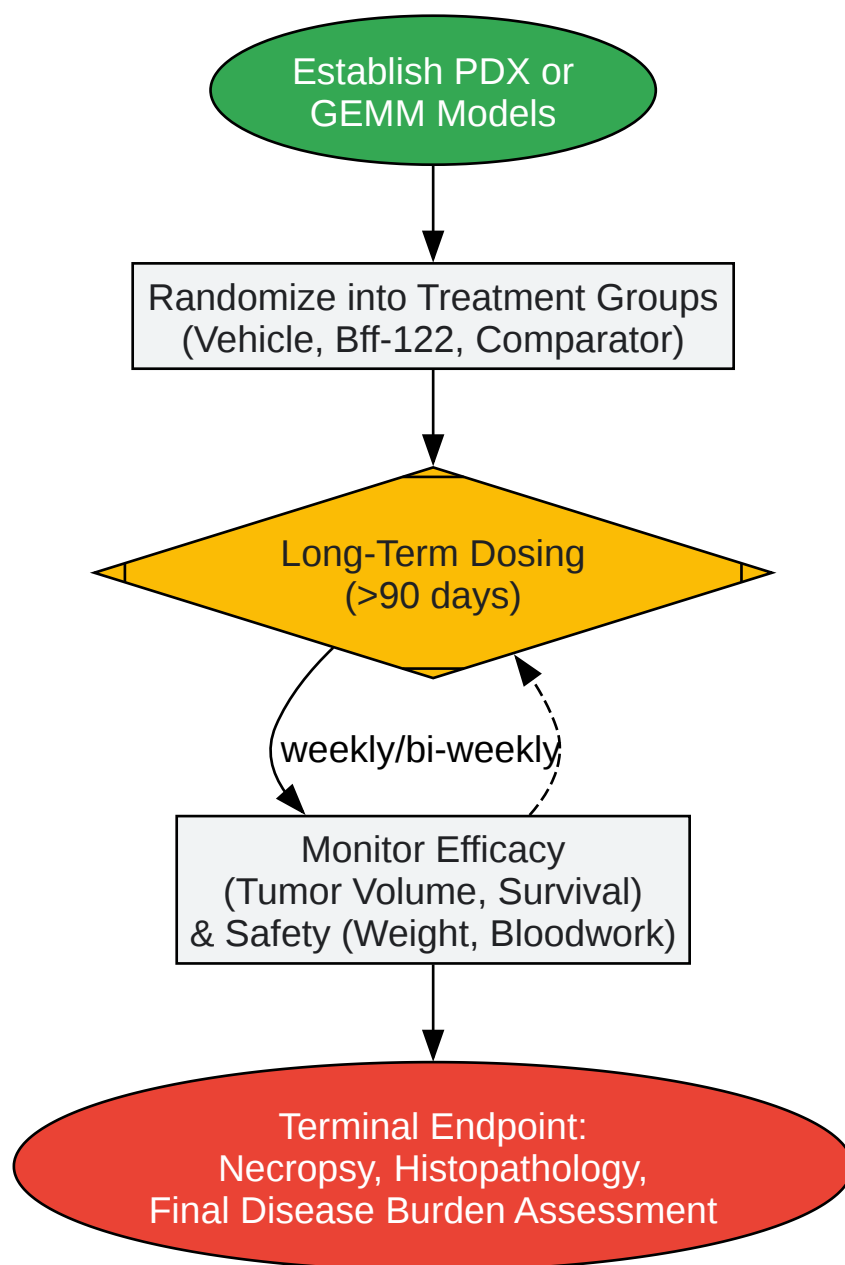 Establish PDX or
GEMM Models
Randomize into Treatment Groups
(Vehicle, Bff-122, Comparator)
Long-Term Dosing
(>90 days)
weekly/bi-weekly
Monitor Efficacy
(Tumor Volume, Survival)
& Safety (Weight, Bloodwork)
Terminal Endpoint:
Necropsy, Histopathology,
Final Disease Burden Assessment